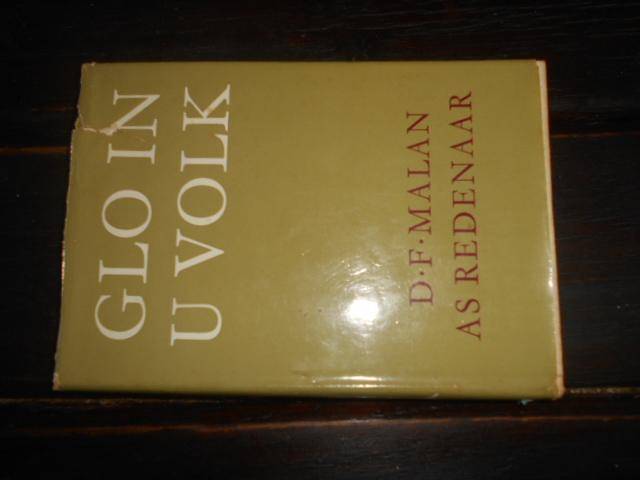 GLO IN
U VOLK
D·F·MALAN
AS REDENAAR